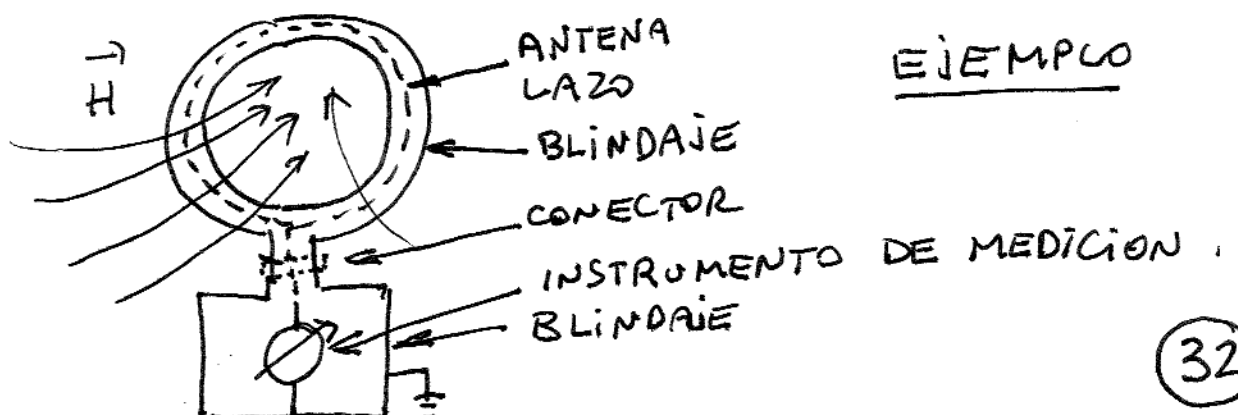 H
ANTENA
LAZO
EJEMPLO
BLINDAJE
CONECTOR
INSTRUMENTO DE MEDICION.
BLINDAJE
32